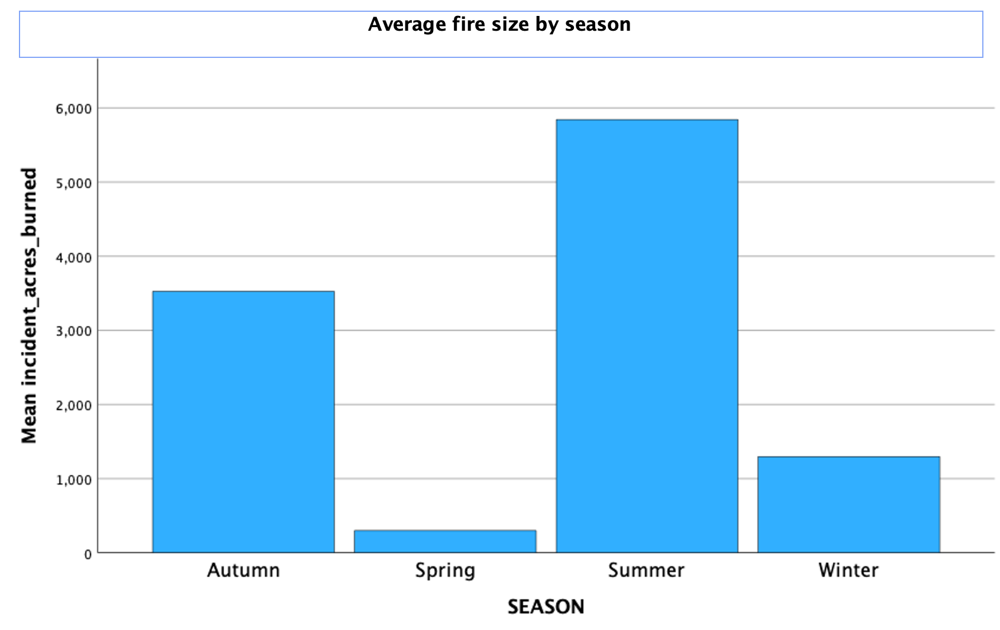 Average fire size by season
Mean incident_acres_burned
6,000
5,000
4,000
3,000
2,000
1,000
0
Autumn Spring Summer Winter
SEASON